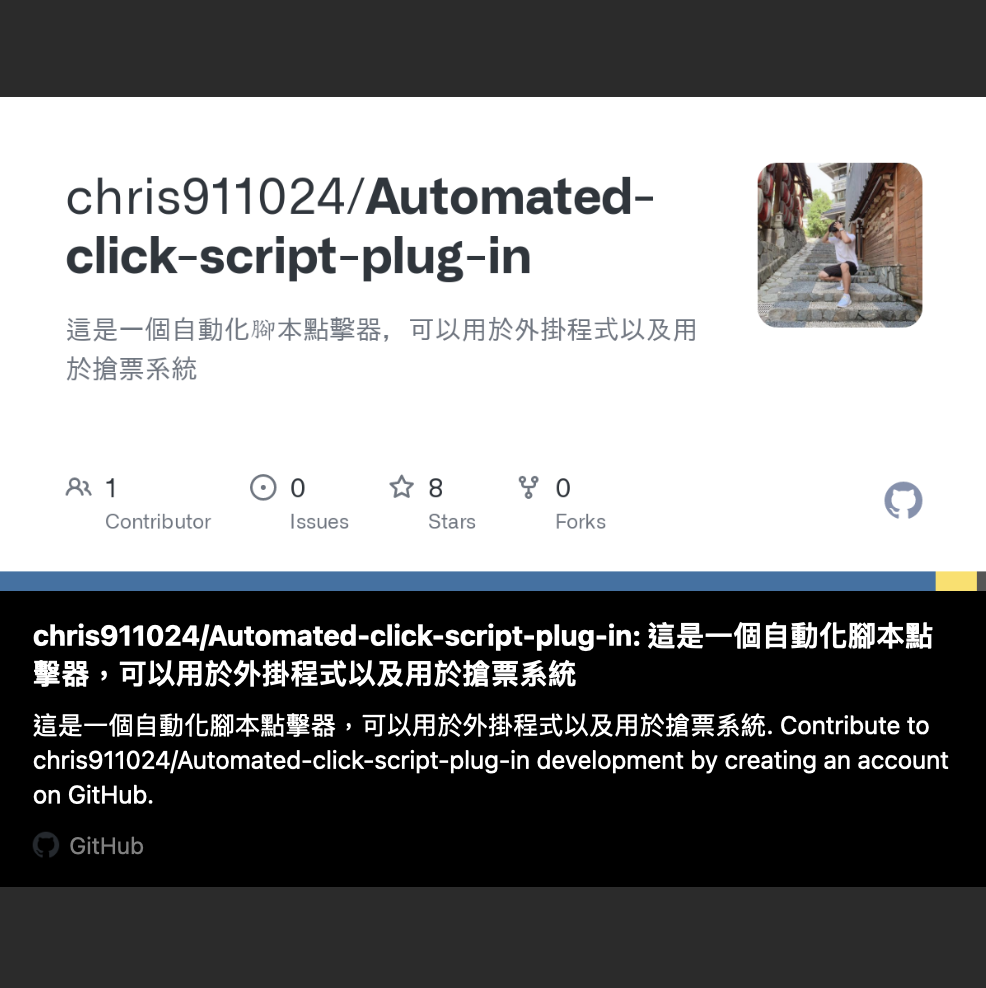 chris911024/Automated-
click-script-plug-in
這是一個自動化腳本點擊器，可以用於外掛程式以及用
於搶票系統
1
Contributor
0
Issues
8
Stars
0
Forks
chris911024/Automated-click-script-plug-in: 這是一個自動化腳本點
擊器，可以用於外掛程式以及用於搶票系統
這是一個自動化腳本點擊器，可以用於外掛程式以及用於搶票系統. Contribute to
chris911024/Automated-click-script-plug-in development by creating an account
on GitHub.
GitHub